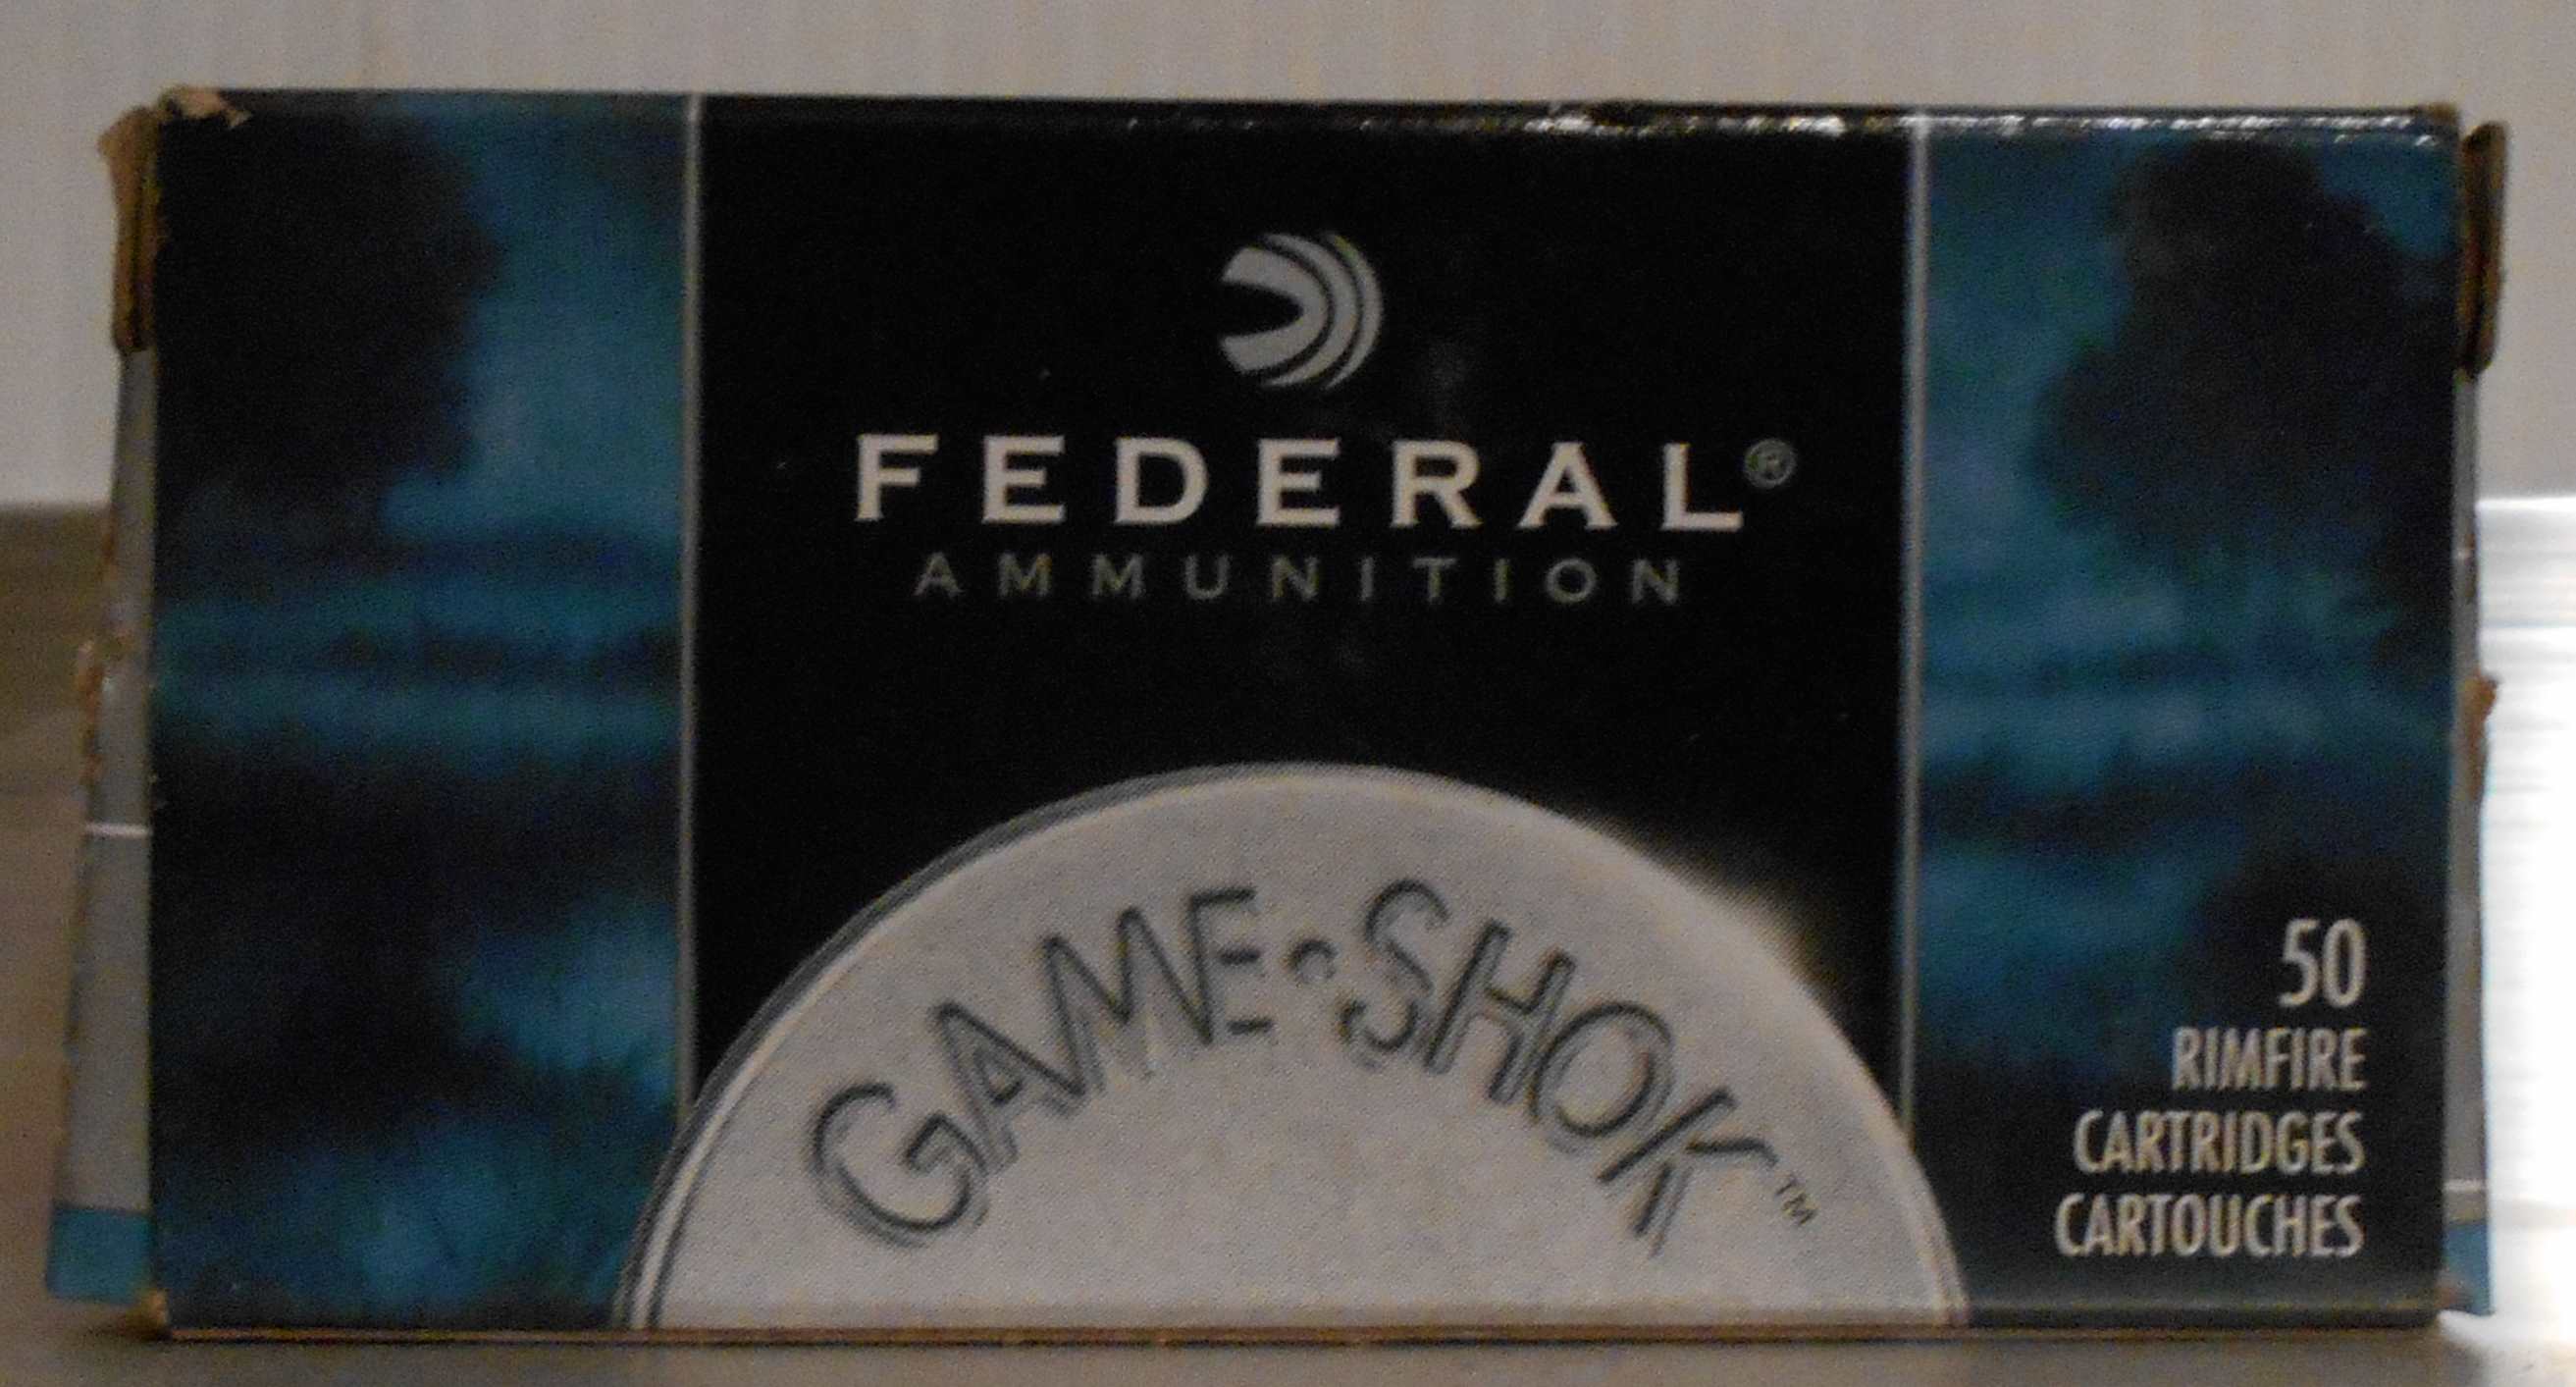 FEDERAL®
AMMUNITION
GAME·SHOK™
50
RIMFIRE
CARTRIDGES
CARTOUCHES